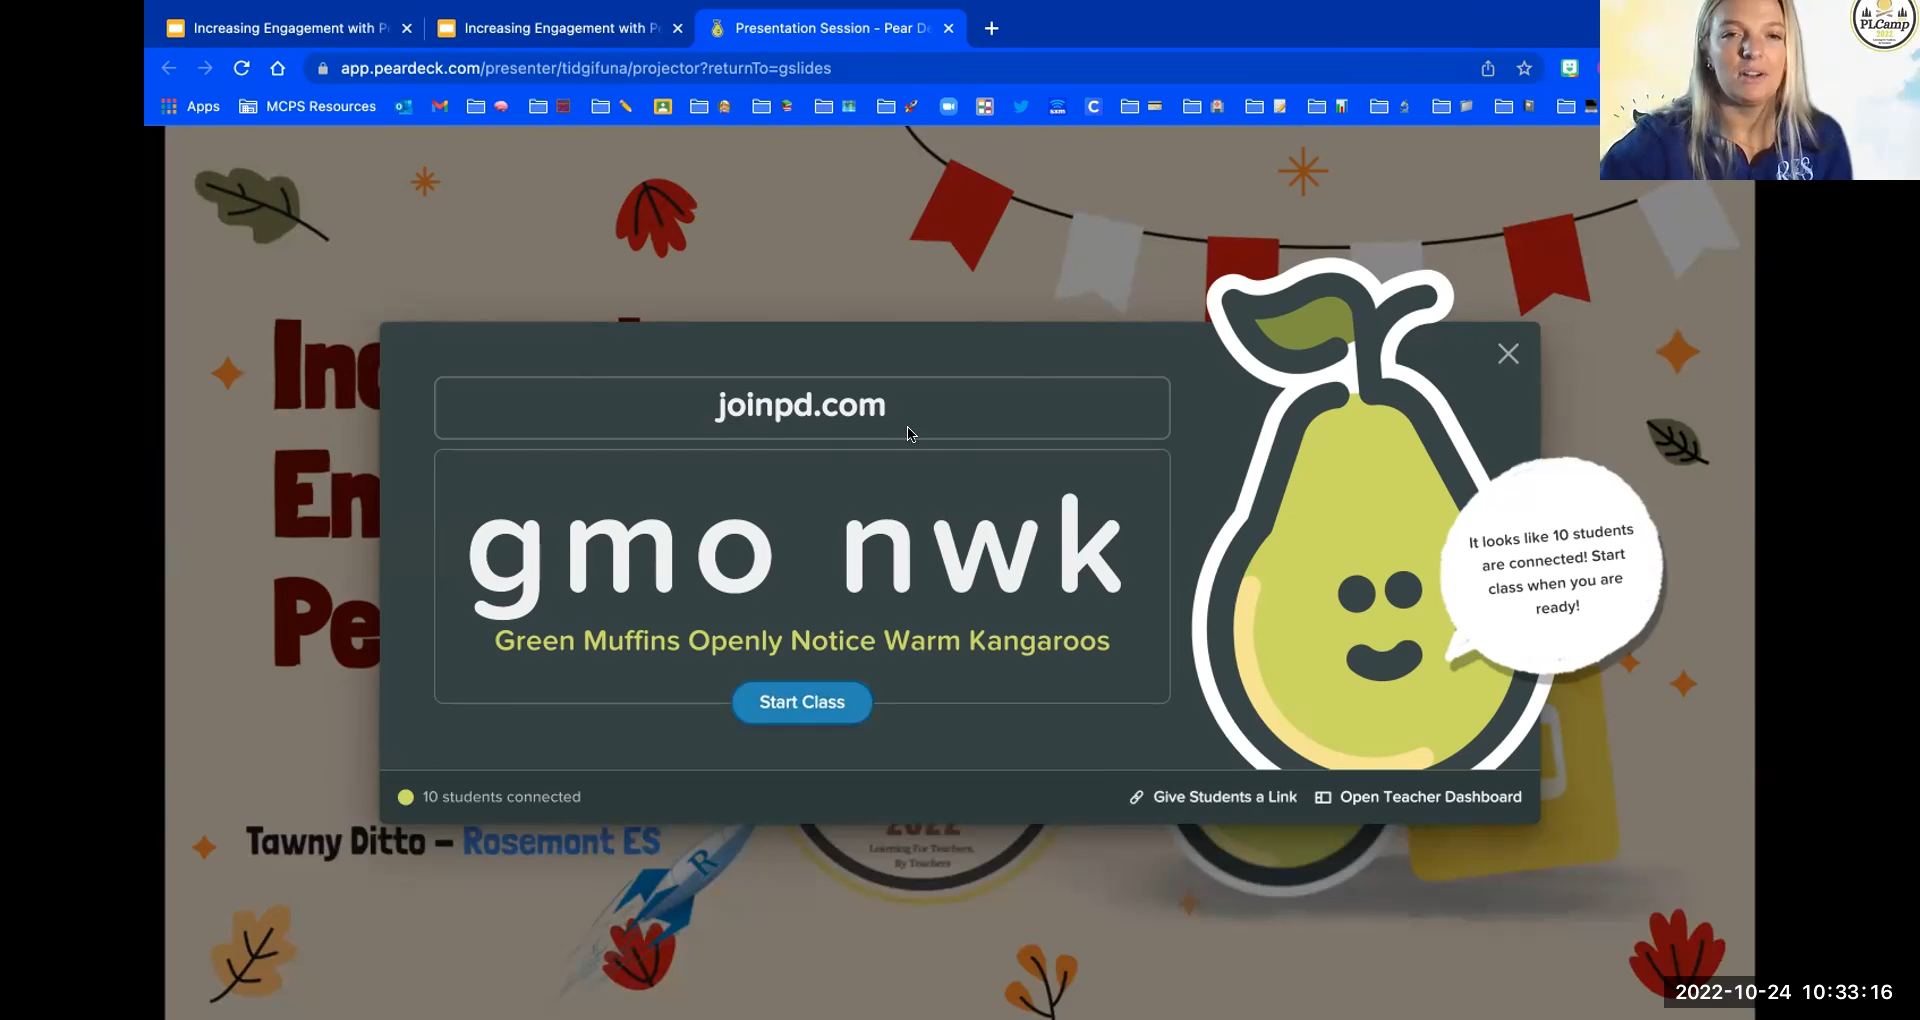 Increasing Engagement with P
Increasing Engagement with P
Presentation Session - Pear De
app.peardeck.com/presenter/tidgifuna/projector?returnTo=gslides
Apps
MCPS Resources
PLCamp
2022
joinpd.com
gmo nwk
Green Muffins Openly Notice Warm Kangaroos
Start Class
It looks like 10 students
are connected! Start
class when you are
ready!
10 students connected
Give Students a Link
Open Teacher Dashboard
Tawny Ditto – Rosemont ES
R
2022
Learning For Teachers,
By Teachers
2022-10-24 10:33:16